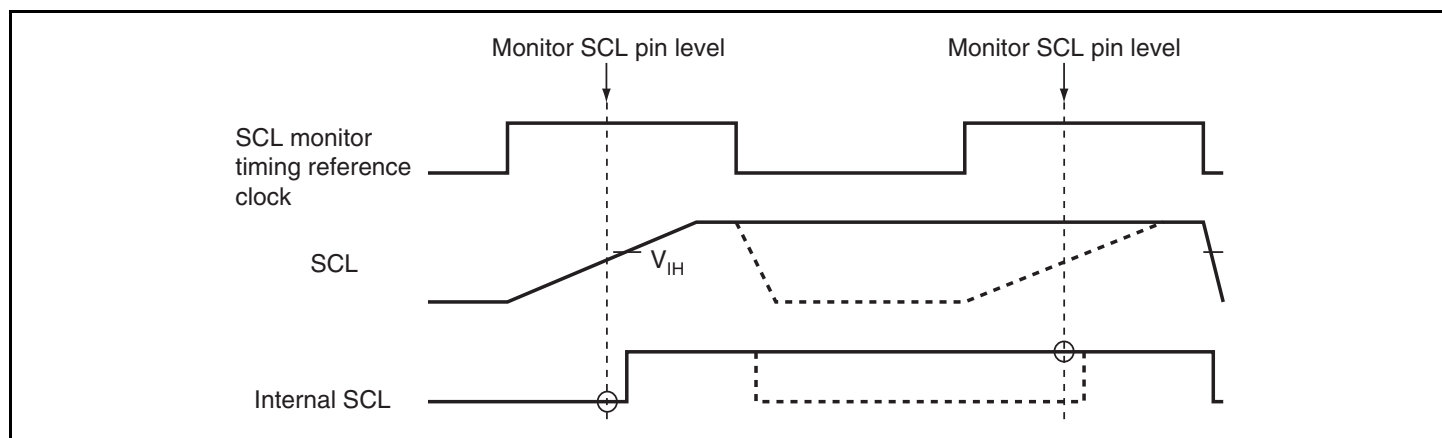 Monitor SCL pin level
Monitor SCL pin level
SCL monitor
timing reference
clock
SCL
VIH
Internal SCL